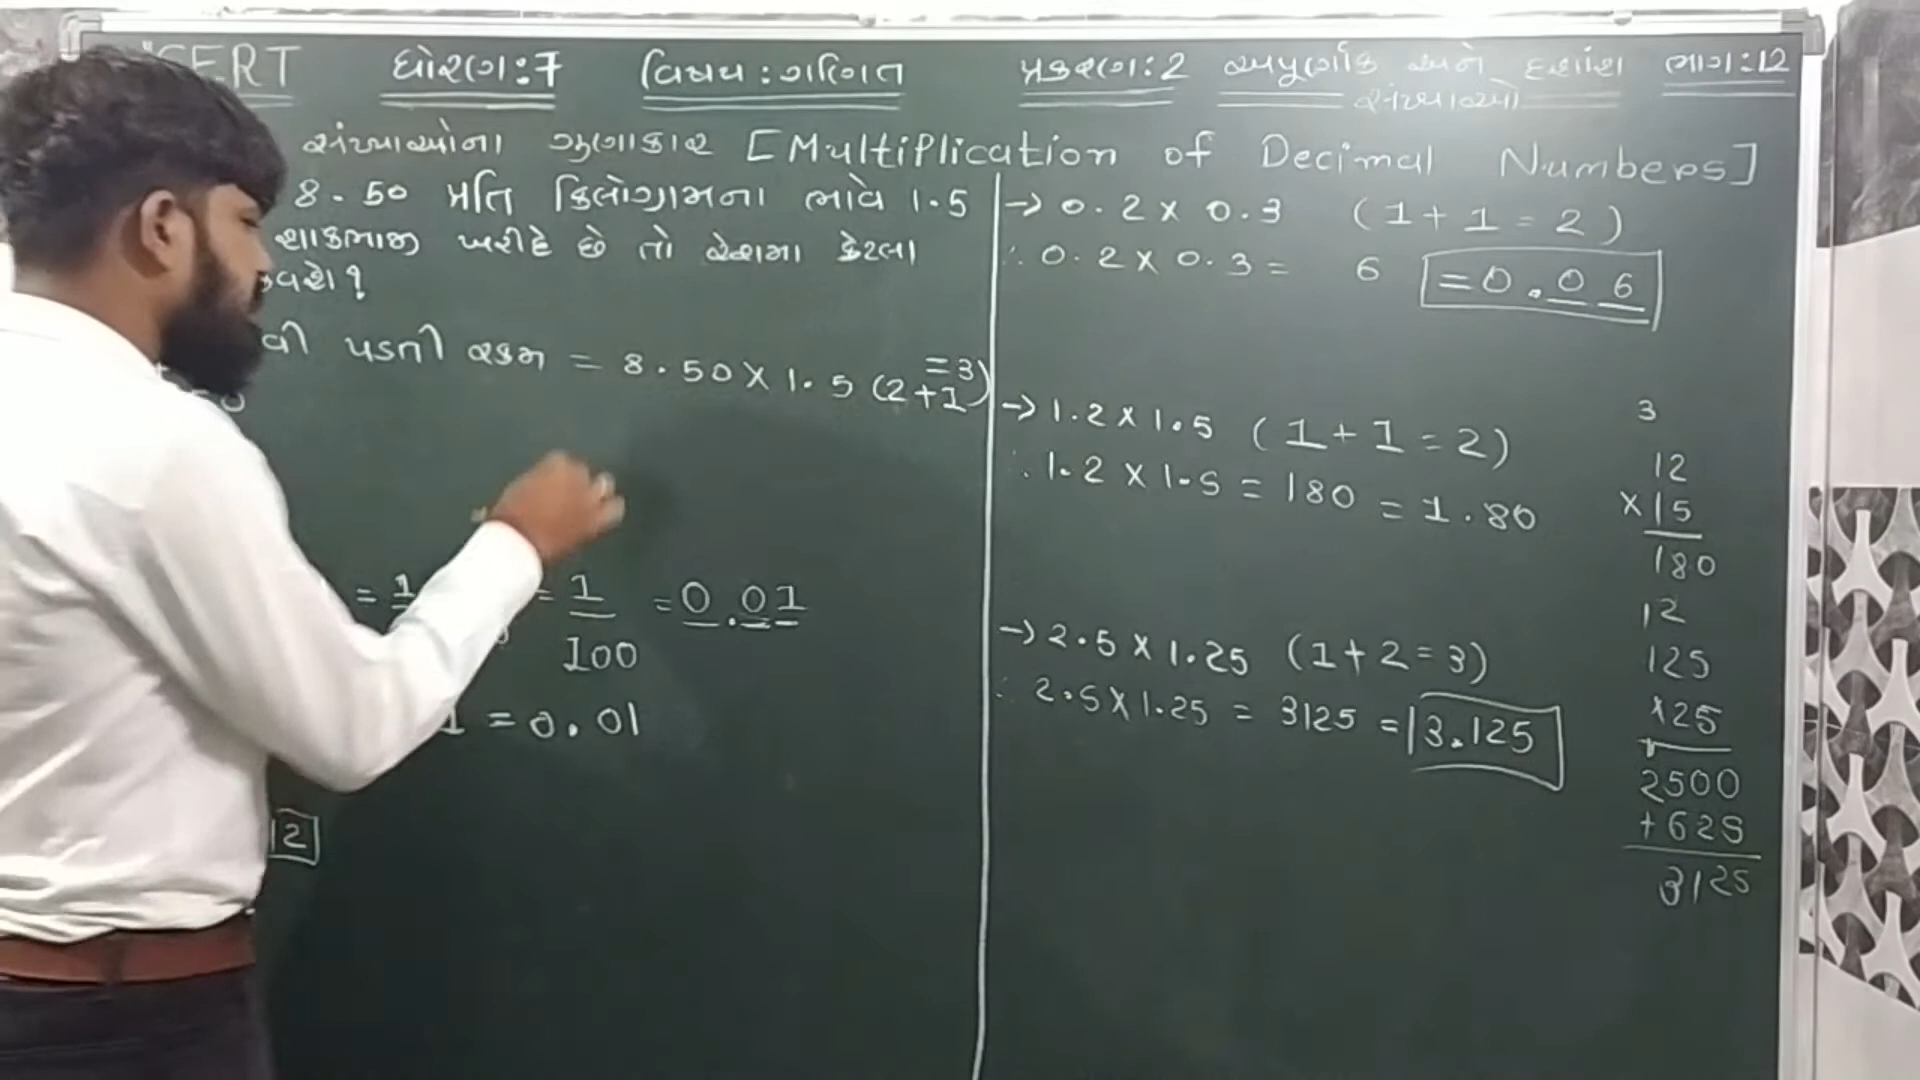 CERT ધોરણ:7 વિષય:ગણિત પ્રકરણ:2 અપૂર્ણાંક અને દશાંશ ભાગ:12
સંખ્યાઓ
સંખ્યાઓના ગુણાકાર [Multiplication of Decimal Numbers]
8.50 પ્રતિ કિલોગ્રામના ભાવે 1.5
શાકભાજી ખરીદે છે તો રેશમા કેટલા
પડતી રકમ = 8.50 X 1.5 (2+1)
=3
= 1 = 1/100 = 0.01
1 = 0.01
12
→ 0.2 X 0.3 (1+1=2)
∴ 0.2 X 0.3 = 6 = 0.06
→ 1.2 X 1.5 (1+1=2)
∴ 1.2 X 1.5 = 180 = 1.80
→ 2.5 X 1.25 (1+2=3)
∴ 2.5 X 1.25 = 3125 = 3.125
3
12
X 15
180
12
125
X 25
2500
+ 625
3125